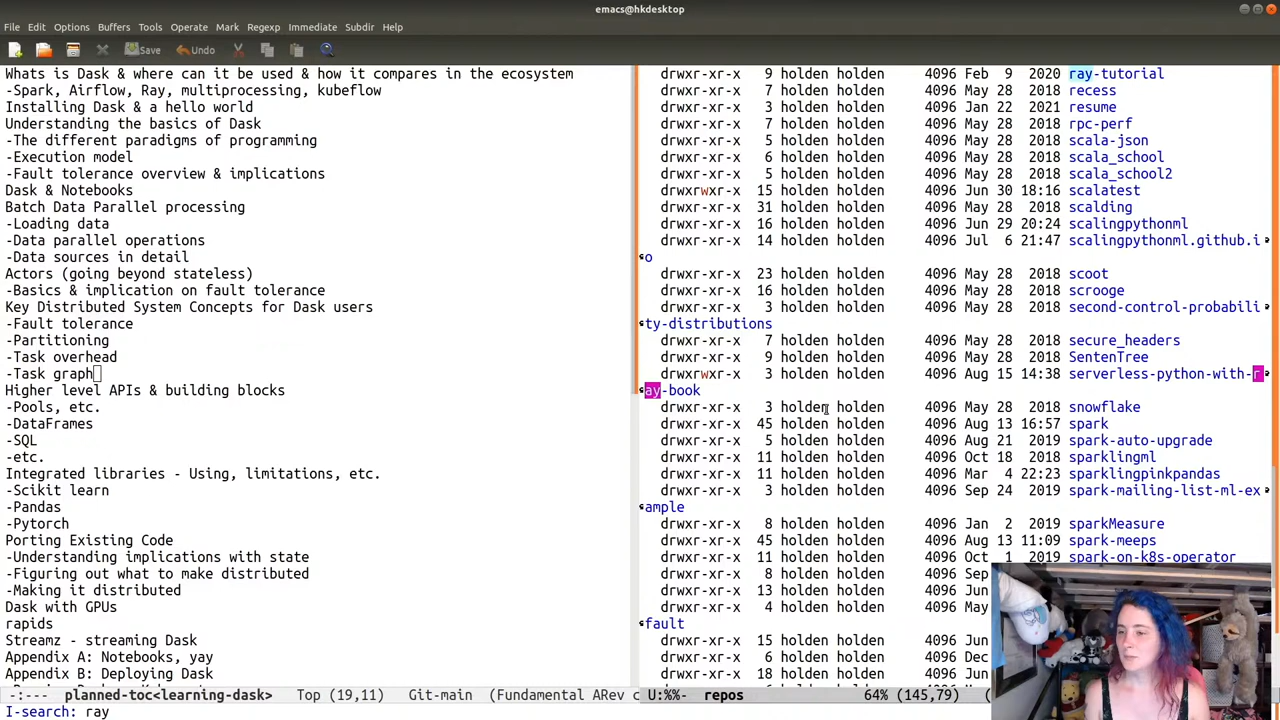 emacs@hkdesktop
File Edit Options Buffers Tools Operate Mark Regexp Immediate Subdir Help
Save Undo
Whats is Dask & where can it be used & how it compares in the ecosystem
-Spark, Airflow, Ray, multiprocessing, kubeflow
Installing Dask & a hello world
Understanding the basics of Dask
-The different paradigms of programming
-Execution model
-Fault tolerance overview & implications
Dask & Notebooks
Batch Data Parallel processing
-Loading data
-Data parallel operations
-Data sources in detail
Actors (going beyond stateless)
-Basics & implication on fault tolerance
Key Distributed System Concepts for Dask users
-Fault tolerance
-Partitioning
-Task overhead
-Task graph
Higher level APIs & building blocks
-Pools, etc.
-DataFrames
-SQL
-etc.
Integrated libraries - Using, limitations, etc.
-Scikit learn
-Pandas
-Pytorch
Porting Existing Code
-Understanding implications with state
-Figuring out what to make distributed
-Making it distributed
Dask with GPUs
rapids
Streamz - streaming Dask
Appendix A: Notebooks, yay
Appendix B: Deploying Dask
-:--- planned-toc<learning-dask> Top (19,11) Git-main (Fundamental ARev c
I-search: ray
drwxr-xr-x 9 holden holden 4096 Feb 9 2020 ray-tutorial
drwxr-xr-x 7 holden holden 4096 May 28 2018 recess
drwxr-xr-x 3 holden holden 4096 Jan 22 2021 resume
drwxr-xr-x 7 holden holden 4096 May 28 2018 rpc-perf
drwxr-xr-x 5 holden holden 4096 May 28 2018 scala-json
drwxr-xr-x 6 holden holden 4096 May 28 2018 scala_school
drwxr-xr-x 5 holden holden 4096 May 28 2018 scala_school2
drwxrwxr-x 15 holden holden 4096 Jun 30 18:16 scalatest
drwxr-xr-x 31 holden holden 4096 May 28 2018 scalding
drwxr-xr-x 16 holden holden 4096 Jun 29 20:24 scalingpythonml
drwxr-xr-x 14 holden holden 4096 Jul 6 21:47 scalingpythonml.github.i
o
drwxr-xr-x 23 holden holden 4096 May 28 2018 scoot
drwxr-xr-x 16 holden holden 4096 May 28 2018 scrooge
drwxr-xr-x 3 holden holden 4096 May 28 2018 second-control-probabili
ty-distributions
drwxr-xr-x 7 holden holden 4096 May 28 2018 secure_headers
drwxr-xr-x 9 holden holden 4096 May 28 2018 SentenTree
drwxrwxr-x 3 holden holden 4096 Aug 15 14:38 serverless-python-with-r
ay-book
drwxr-xr-x 3 holden holden 4096 May 28 2018 snowflake
drwxr-xr-x 45 holden holden 4096 Aug 13 16:57 spark
drwxr-xr-x 5 holden holden 4096 Aug 21 2019 spark-auto-upgrade
drwxr-xr-x 11 holden holden 4096 Oct 18 2018 sparklingml
drwxr-xr-x 11 holden holden 4096 Mar 4 22:23 sparklingpinkpandas
drwxr-xr-x 3 holden holden 4096 Sep 24 2019 spark-mailing-list-ml-ex
ample
drwxr-xr-x 8 holden holden 4096 Jan 2 2019 sparkMeasure
drwxr-xr-x 45 holden holden 4096 Aug 13 11:09 spark-meeps
drwxr-xr-x 11 holden holden 4096 Oct 1 2019 spark-on-k8s-operator
drwxr-xr-x 8 holden holden 4096 Sep
drwxr-xr-x 13 holden holden 4096 Jun
drwxr-xr-x 4 holden holden 4096 May
fault
drwxr-xr-x 15 holden holden 4096 Jun
drwxr-xr-x 6 holden holden 4096 Dec
drwxr-xr-x 18 holden holden 4096 Jun
U:%%- repos 64% (145,79) (